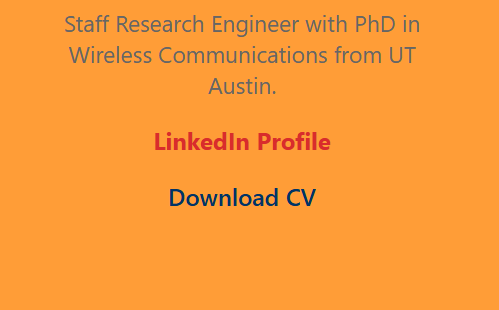 Staff Research Engineer with PhD in
Wireless Communications from UT
Austin.
LinkedIn Profile
Download CV